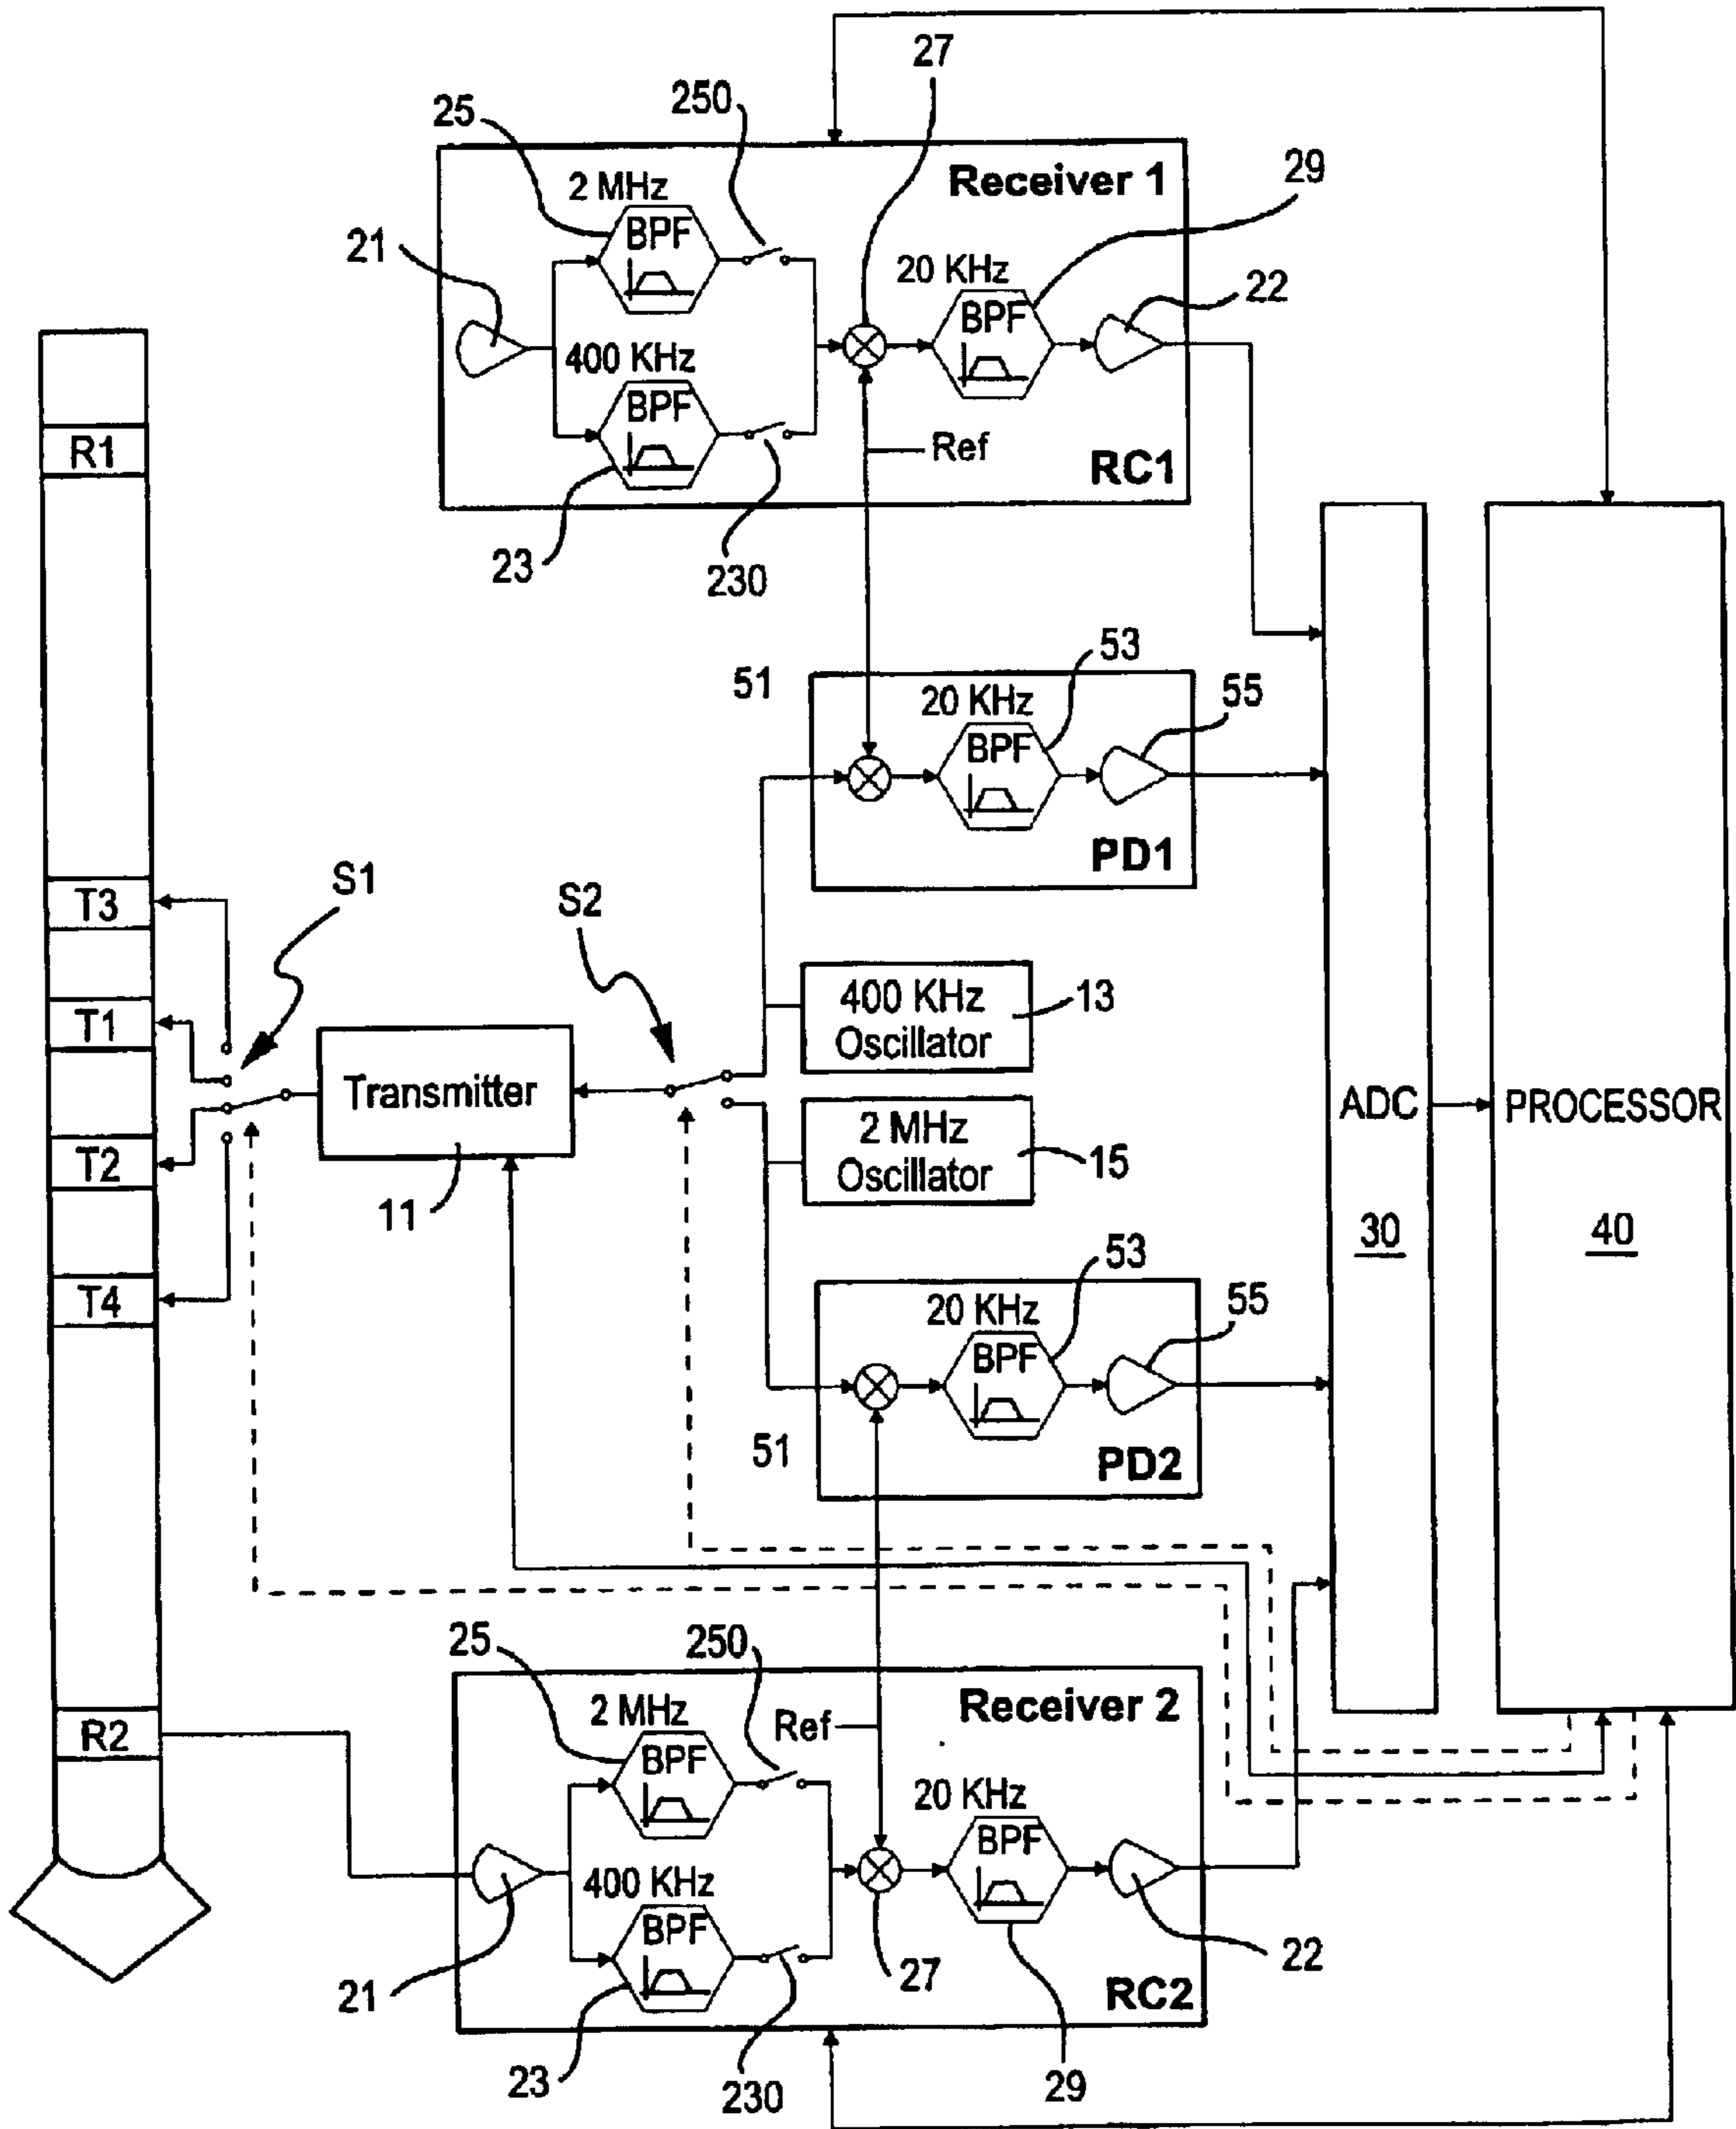 27
250
25
Receiver 1
29
2 MHz
BPF
21
20 KHz
BPF
22
400 KHz
BPF
R1
Ref
RC1
23
230
53
51
20 KHz
BPF
55
PD1
T3
S1
S2
400 KHz
Oscillator
13
T1
Transmitter
ADC
PROCESSOR
2 MHz
Oscillator
15
T2
11
30
40
53
T4
20 KHz
BPF
55
51
PD2
25
250
Receiver 2
2 MHz
BPF
Ref
R2
20 KHz
BPF
400 KHz
BPF
21
27
22
RC2
23
230
29